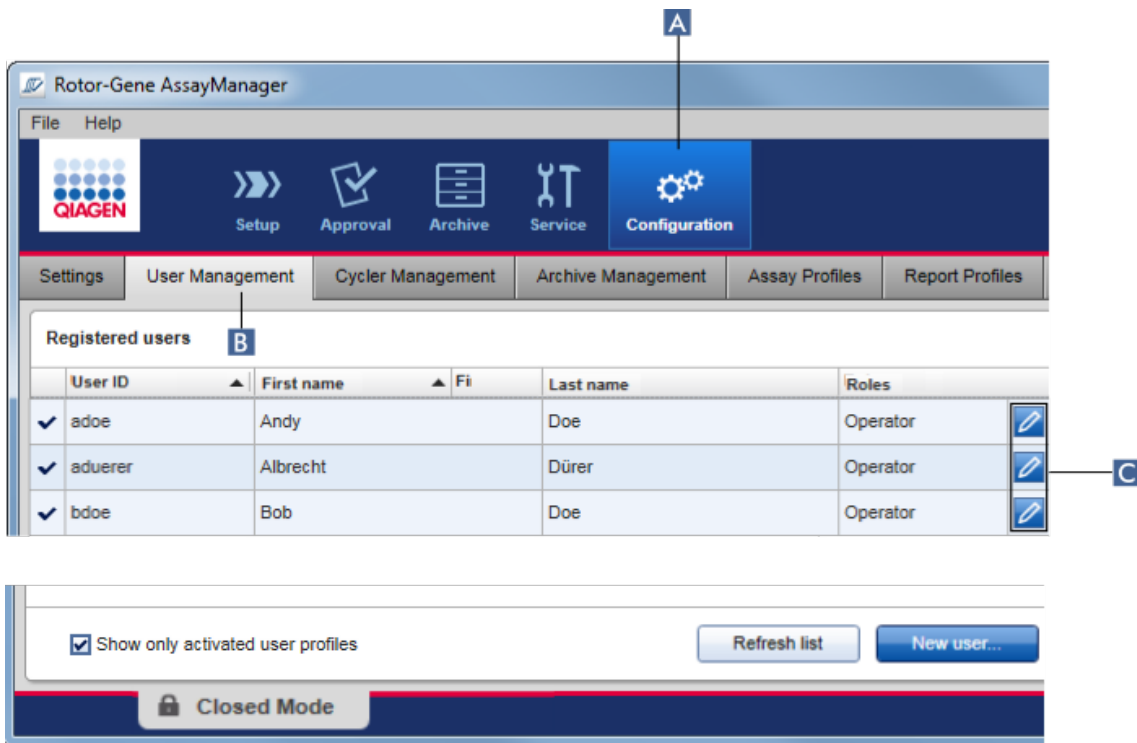 A
Rotor-Gene AssayManager
File Help
QIAGEN
Setup Approval Archive Service Configuration
Settings User Management Cycler Management Archive Management Assay Profiles Report Profiles
B
Registered users
User ID First name Fi Last name Roles
adoe Andy Doe Operator
aduerer Albrecht Dürer Operator
C
bdoe Bob Doe Operator
Show only activated user profiles Refresh list New user...
Closed Mode